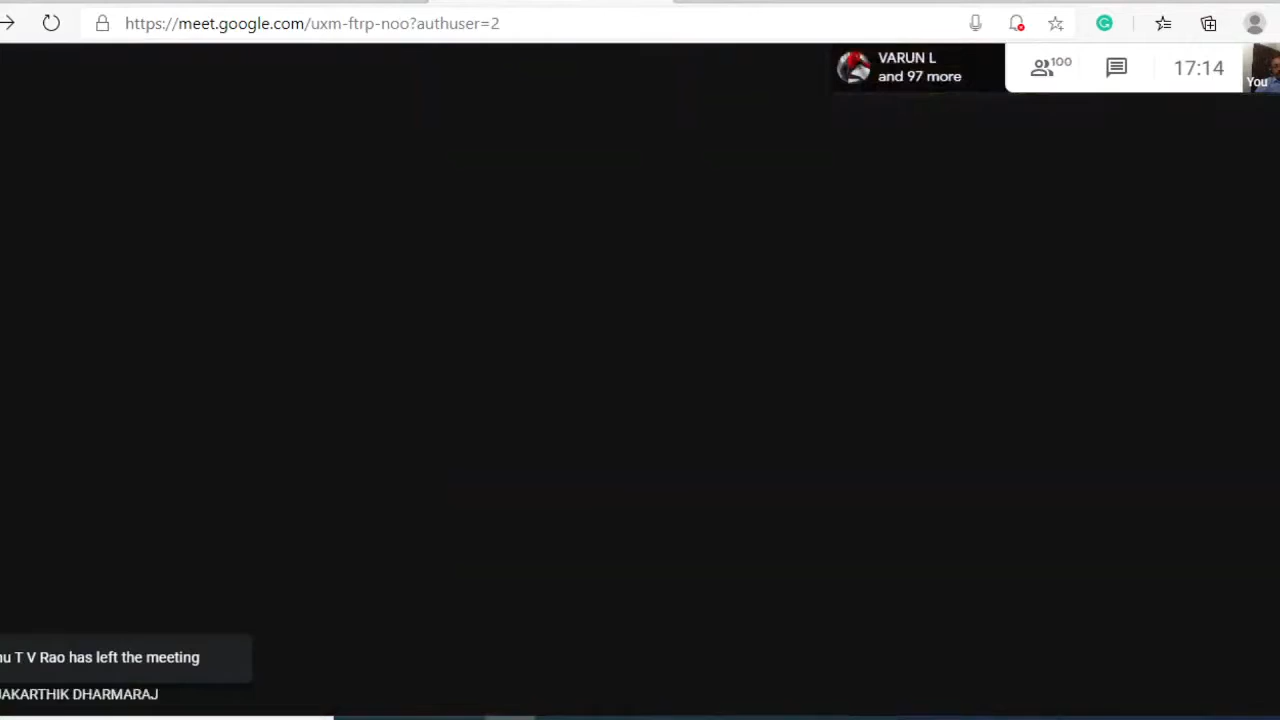 https://meet.google.com/uxm-ftrp-noo?authuser=2
VARUN L
and 97 more
100
17:14
You
T V Rao has left the meeting
DHARMARAJ